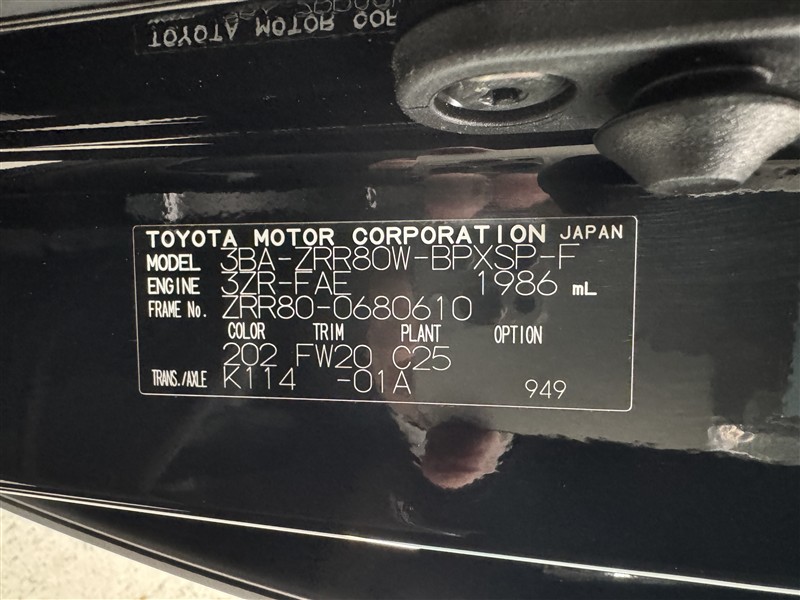 TOYOTA MOTOR COR
TOYOTA MOTOR CORPORATION JAPAN
MODEL 3BA-ZRR80W-BPXSP-F
ENGINE 3ZR-FAE 1986 mL
FRAME No. ZRR80-0680610
COLOR TRIM PLANT OPTION
202 FW20 C25
TRANS./AXLE K114 -01A 949